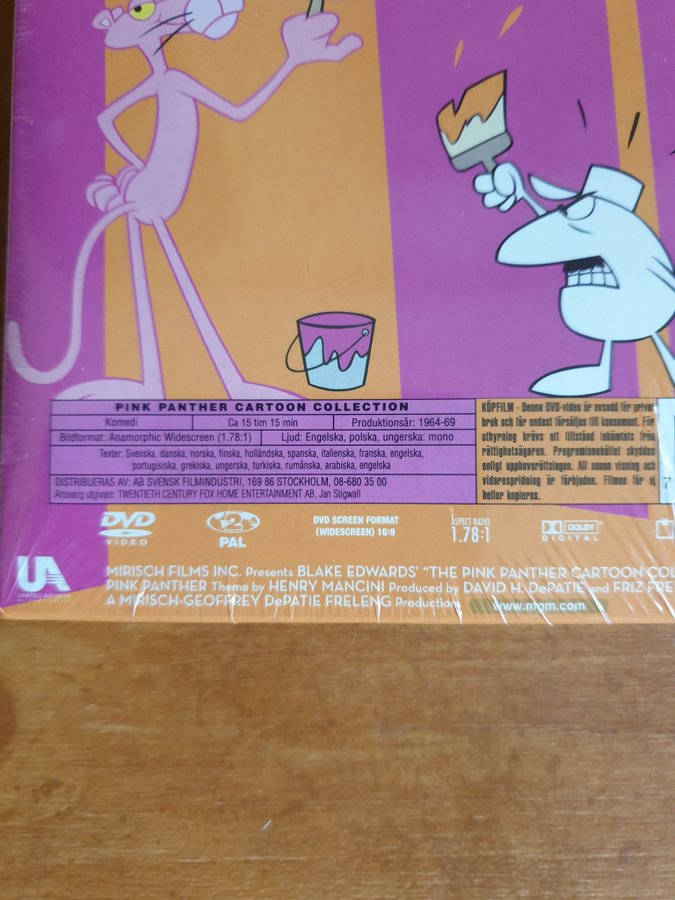 PINK PANTHER CARTOON COLLECTION
Komedi
Ca 15 tim 15 min
Produktionsår: 1964-69
Bildformat: Anamorphic Widescreen (1.78:1)
Ljud: Engelska, polska, ungerska: mono
Texter: Svenska, danska, norska, finska, holländska, spanska, italienska, franska, engelska,
portugisiska, grekiska, ungerska, turkiska, rumänska, arabiska, engelska
DISTRIBUERAS AV: AB SVENSK FILMINDUSTRI, 169 86 STOCKHOLM, 08-680 35 00
Ansvarig utgivare: TWENTIETH CENTURY FOX HOME ENTERTAINMENT AB, Jan Sligwall
KÖPFILM - Denna DVD-video är avsedd för privat
bruk och får endast försäljas till konsument. För
uthyrning krävs att tillstånd inhämtats från
rättighetsägaren. Programinnehållet skyddas
enligt upphovsrättslagen. All annan visning och
vidarespridning är förbjuden. Filmen får ej
heller kopieras.
7
DVD
VIDEO
2
PAL
DVD SCREEN FORMAT
(WIDESCREEN) 16:9
ASPECT RATIO
1.78:1
DOLBY
DIGITAL
UA
UNITED ARTISTS
MIRISCH FILMS INC. Presents BLAKE EDWARDS' "THE PINK PANTHER CARTOON COL
PINK PANTHER Theme by HENRY MANCINI Produced by DAVID H. DePATIE and FRIZ FRE
A MIRISCH-GEOFFREY DePATIE FRELENG Production
www.mgm.com